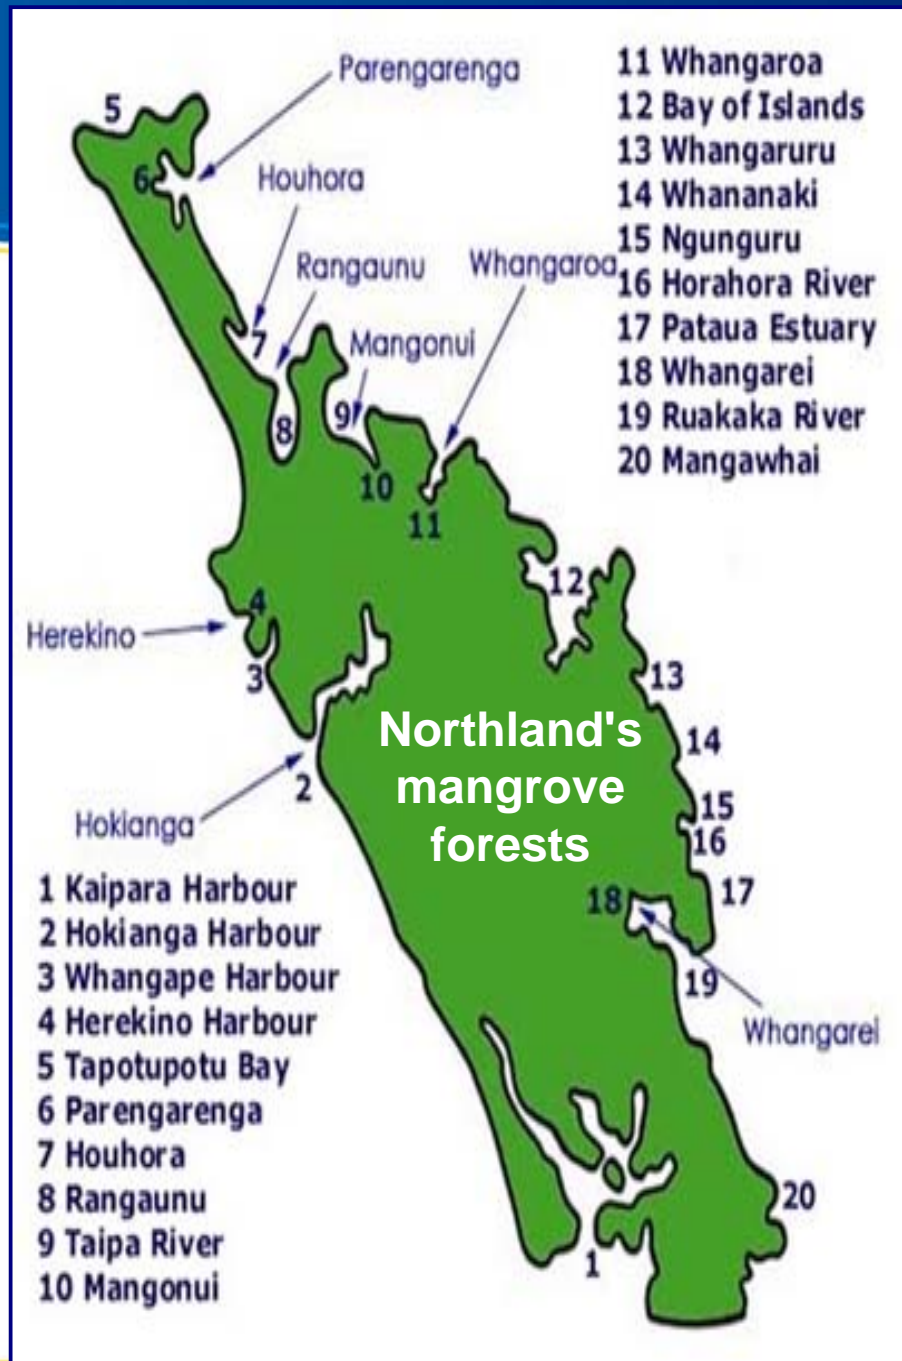 Parengarenga
11 Whangaroa
12 Bay of Islands
13 Whangaruru
14 Whananaki
15 Ngunguru
16 Horahora River
17 Pataua Estuary
18 Whangarei
19 Ruakaka River
20 Mangawhai
5
6
Houhora
Rangaunu
Whangaroa
7
Mangonui
8
9
10
11
12
4
Herekino
3
13
Northland's
mangrove
forests
14
2
15
Hokianga
16
17
18
19
Whangarei
1 Kaipara Harbour
2 Hokianga Harbour
3 Whangape Harbour
4 Herekino Harbour
5 Tapotupotu Bay
6 Parengarenga
7 Houhora
8 Rangaunu
9 Taipa River
10 Mangonui
20
1